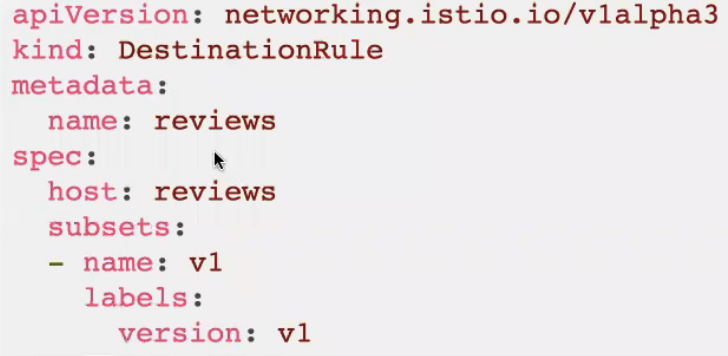 apiVersion: networking.istio.io/v1alpha3
kind: DestinationRule
metadata:
  name: reviews
spec:
  host: reviews
  subsets:
  - name: v1
    labels:
      version: v1